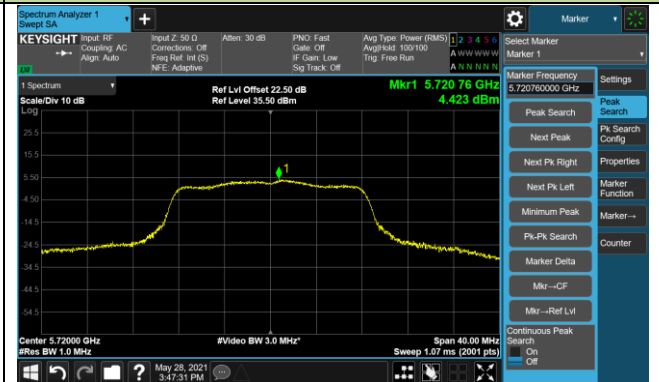 Spectrum Analyzer 1
Swept SA
+
Marker
KEYSIGHT
Input: RF
Coupling: AC
Align: Auto
Input Z: 50 Ω
Corrections: Off
Freq Ref: Int (S)
NFE: Adaptive
Atten: 30 dB
PNO: Fast
Gate: Off
IF Gain: Low
Sig Track: Off
Avg Type: Power (RMS)
Avg|Hold: 100/100
Trig: Free Run
1 2 3 4 5 6
A W W W W W
A N N N N N
Select Marker
Marker 1
1 Spectrum
Scale/Div 10 dB
Log
Ref Lvl Offset 22.50 dB
Ref Level 35.50 dBm
Mkr1 5.720 76 GHz
4.423 dBm
25.5
15.5
5.50
-4.50
-14.5
-24.5
-34.5
-44.5
-54.5
1
Center 5.72000 GHz
#Res BW 1.0 MHz
#Video BW 3.0 MHz*
Span 40.00 MHz
Sweep 1.07 ms (2001 pts)
Marker Frequency
5.720760000 GHz
Peak Search
Next Peak
Next Pk Right
Next Pk Left
Minimum Peak
Pk-Pk Search
Marker Delta
Mkr→CF
Mkr→Ref Lvl
Continuous Peak
Search
On
Off
Settings
Peak
Search
Pk Search
Config
Properties
Marker
Function
Marker→
Counter
?
May 28, 2021
3:47:31 PM